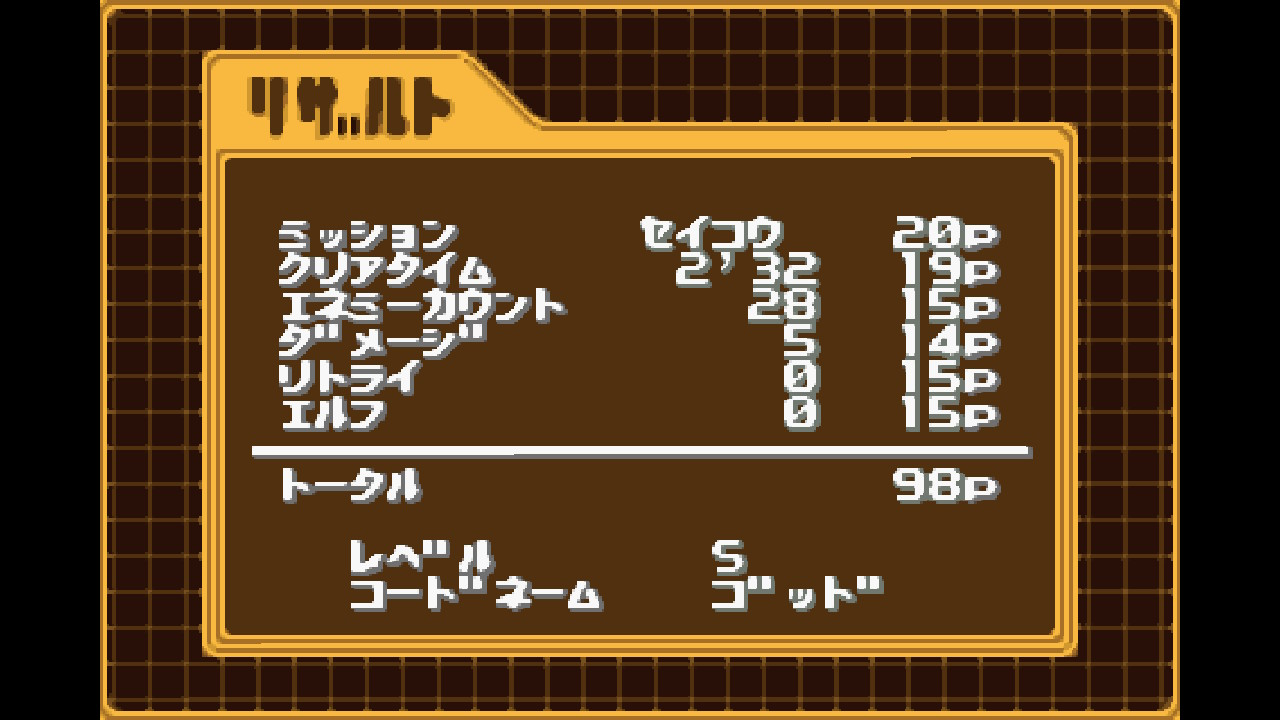 リザルト
ミッション セイコウ 20p
クリアタイム 2’32 19p
エネミーカウント 28 15p
ダメージ 5 14p
リトライ 0 15p
エルフ 0 15p
トータル 98p
レベル S
コードネーム ゴッド